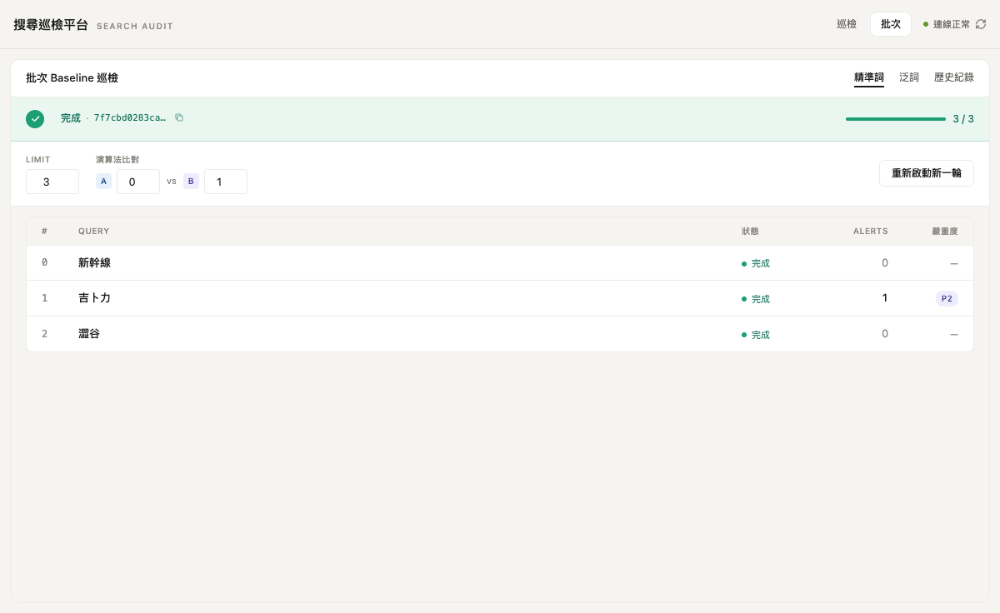 搜尋巡檢平台 SEARCH AUDIT 巡檢 批次 連線正常
批次 Baseline 巡檢 精準詞 泛詞 歷史紀錄
完成 · 7f7cbd0283ca… 3 / 3
LIMIT 演算法比對
3 A 0 vs B 1 重新啟動新一輪
# QUERY 狀態 ALERTS 嚴重度
0 新幹線 完成 0 —
1 吉卜力 完成 1 P2
2 澀谷 完成 0 —